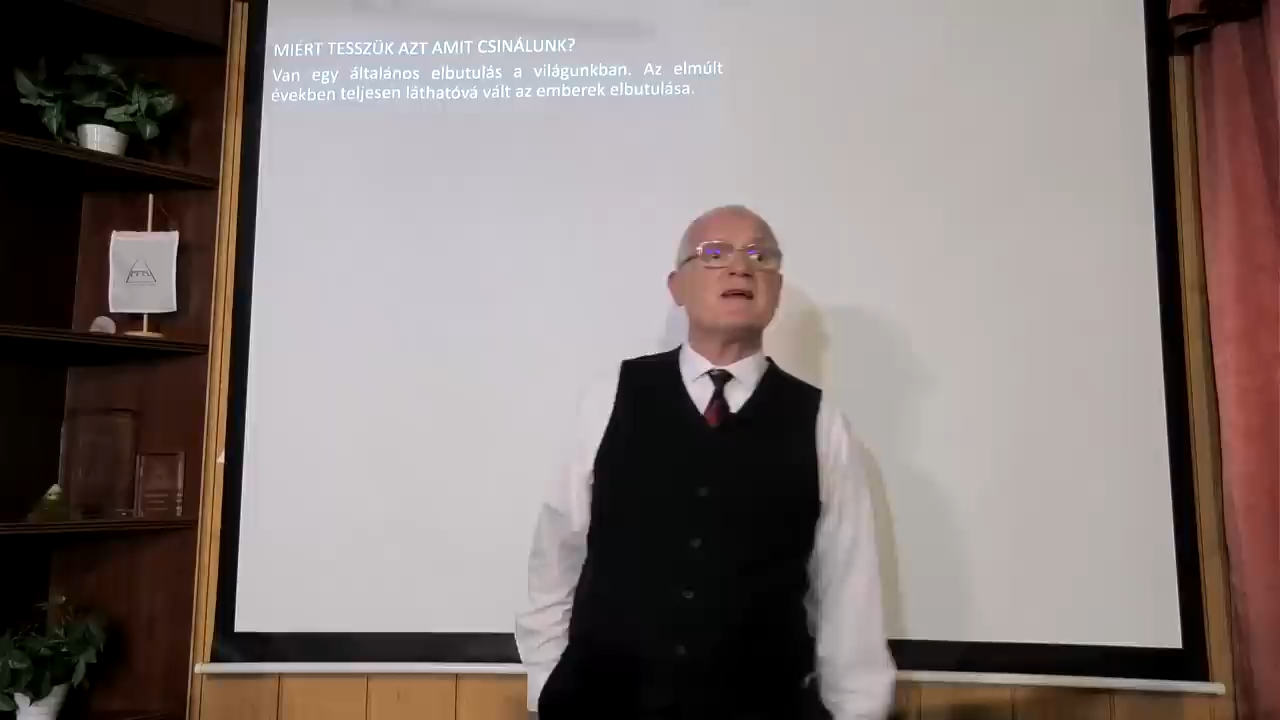 MIÉRT TESSZÜK AZT AMIT CSINÁLUNK?
Van egy általános elbutulás a világunkban. Az elmúlt
években teljesen láthatóvá vált az emberek elbutulása.